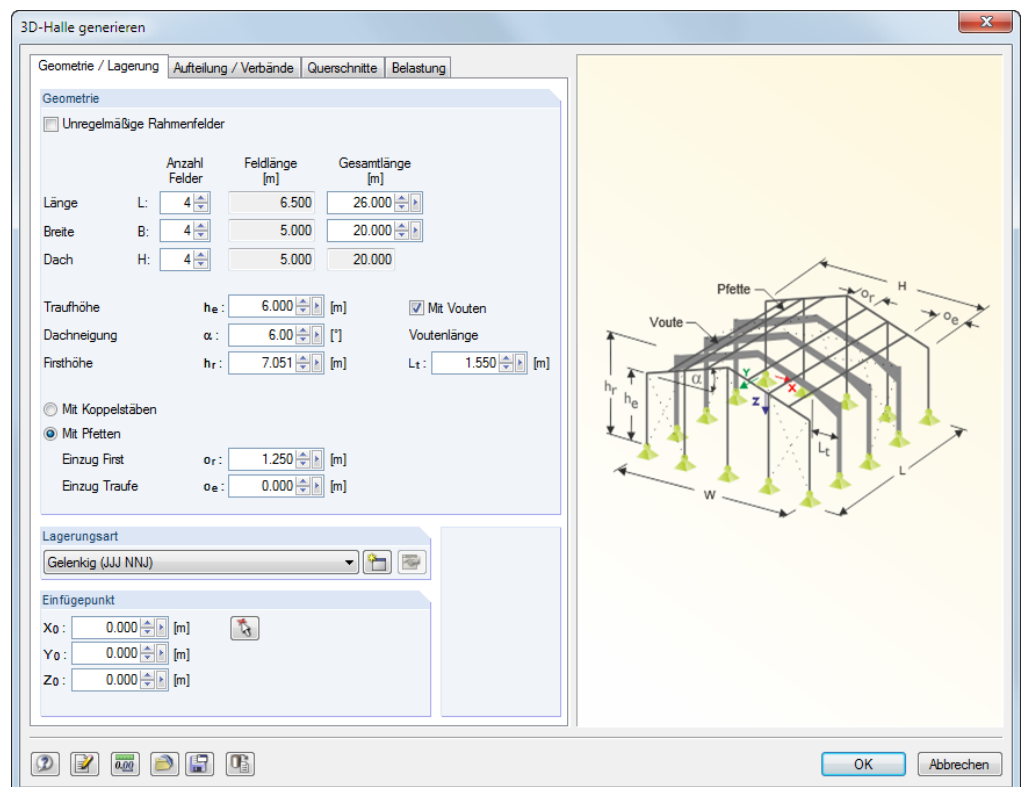 3D-Halle generieren
Geometrie / Lagerung Aufteilung / Verbände Querschnitte Belastung
Geometrie
Unregelmäßige Rahmenfelder
Anzahl Felder Feldlänge [m] Gesamtlänge [m]
Länge L: 4 6.500 26.000
Breite B: 4 5.000 20.000
Dach H: 4 5.000 20.000
Traufhöhe he: 6.000 [m] Mit Vouten
Dachneigung α: 6.00 [°] Voutenlänge
Firsthöhe hr: 7.051 [m] Lt: 1.550 [m]
Mit Koppelstäben
Mit Pfetten
Einzug First or: 1.250 [m]
Einzug Traufe oe: 0.000 [m]
Lagerungsart
Gelenkig (JJJ NNJ)
Einfügepunkt
X0: 0.000 [m]
Y0: 0.000 [m]
Z0: 0.000 [m]
Pfette
H
or
oe
Voute
hr
he
α
Y
X
Z
Lt
L
W
0.00
OK Abbrechen